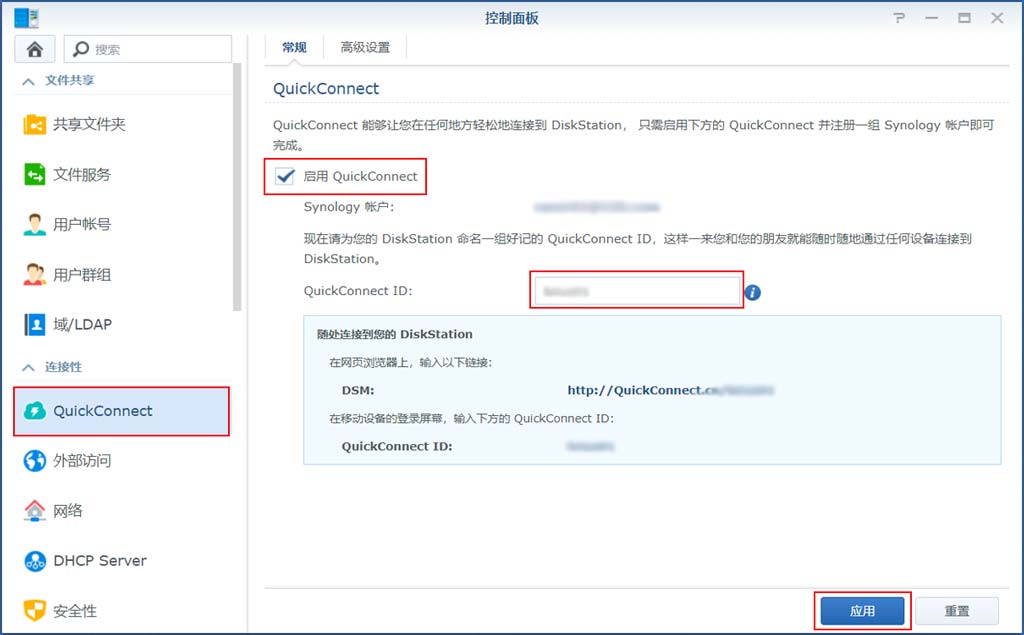 控制面板
搜索
文件共享
共享文件夹
文件服务
用户帐号
用户群组
域/LDAP
连接性
QuickConnect
外部访问
网络
DHCP Server
安全性
常规
高级设置
QuickConnect
QuickConnect 能够让您在任何地方轻松地连接到 DiskStation， 只需启用下方的 QuickConnect 并注册一组 Synology 帐户即可
完成。
启用 QuickConnect
Synology 帐户:
现在请为您的 DiskStation 命名一组好记的 QuickConnect ID，这样一来您和您的朋友就能随时随地通过任何设备连接到
DiskStation。
QuickConnect ID:
随处连接到您的 DiskStation
在网页浏览器上，输入以下链接:
DSM: http://QuickConnect.
在移动设备的登录屏幕，输入下方的 QuickConnect ID:
QuickConnect ID:
应用
重置